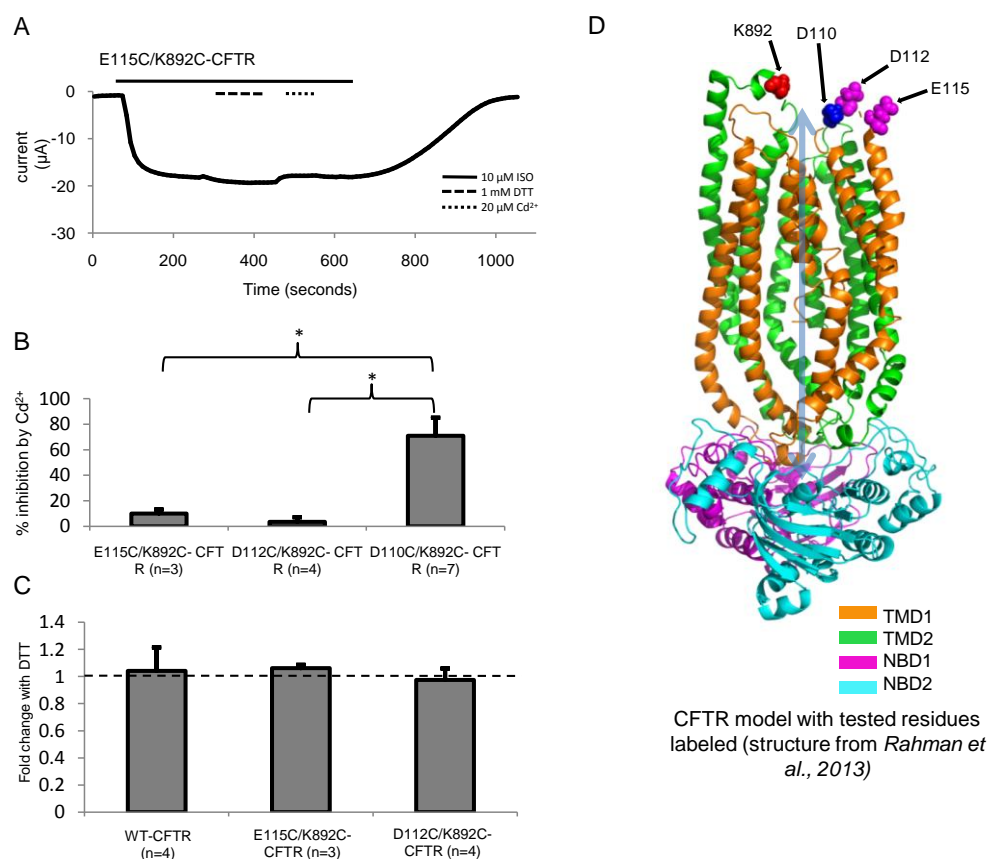 A
E115C/K892C-CFTR
0
-10
-20
-30
current
(µA)
10 µM ISO
1 mM DTT
20 µM Cd²⁺
0 200 400 600 800 1000
Time (seconds)
B
*
*
100
80
60
40
20
0
% inhibition by Cd²⁺
E115C/K892C- CFT
R (n=3)
D112C/K892C- CFT
R (n=4)
D110C/K892C- CFT
R (n=7)
C
1.4
1.2
1
0.8
0.6
0.4
0.2
0
Fold change with DTT
WT-CFTR
(n=4)
E115C/K892C-
CFTR (n=3)
D112C/K892C-
CFTR (n=4)
D
K892
D110
D112
E115
TMD1
TMD2
NBD1
NBD2
CFTR model with tested residues
labeled (structure from Rahman et
al., 2013)